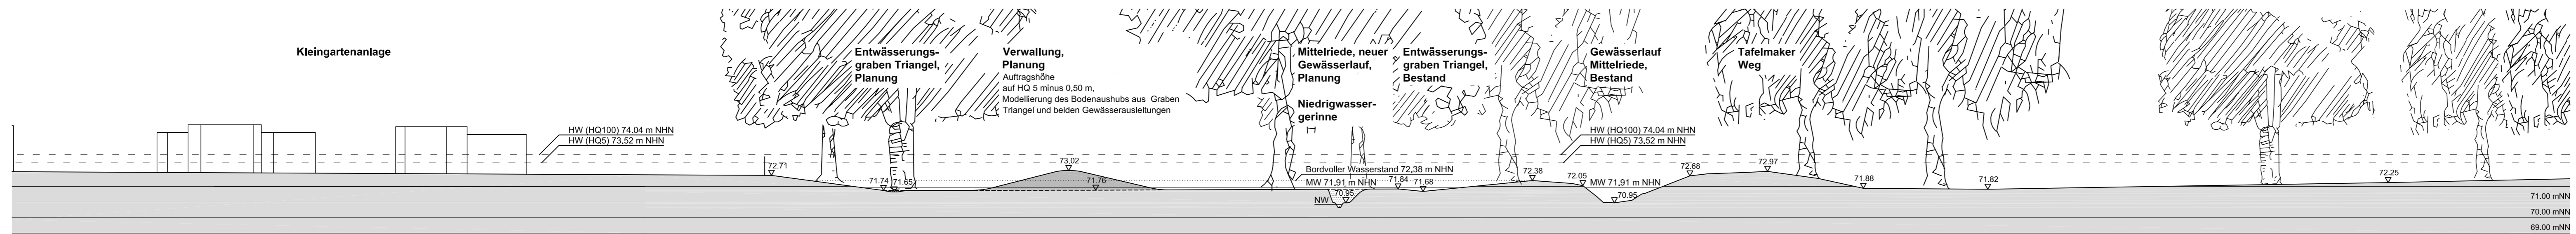 Kleingartenanlage
HW (HQ100) 74.04 m NHN
HW (HQ5) 73,52 m NHN
72.71
Entwässerungs-
graben Triangel,
Planung
71.74
71.65
Verwallung,
Planung
Auftragshöhe
auf HQ 5 minus 0,50 m,
Modellierung des Bodenaushubs aus Graben
Triangel und beiden Gewässerausleitungen
73.02
71.76
Mittelriede, neuer
Gewässerlauf,
Planung
Niedrigwasser-
gerinne
Bordvoller Wasserstand 72,38 m NHN
MW 71,91 m NHN
70.95
NW
Entwässerungs-
graben Triangel,
Bestand
71.84
71.68
72.38
Gewässerlauf
Mittelriede,
Bestand
HW (HQ100) 74.04 m NHN
HW (HQ5) 73,52 m NHN
72.05
MW 71,91 m NHN
70.95
72.68
Tafelmaker
Weg
72.97
71.88
71.82
72.25
71.00 mNN
70.00 mNN
69.00 mNN